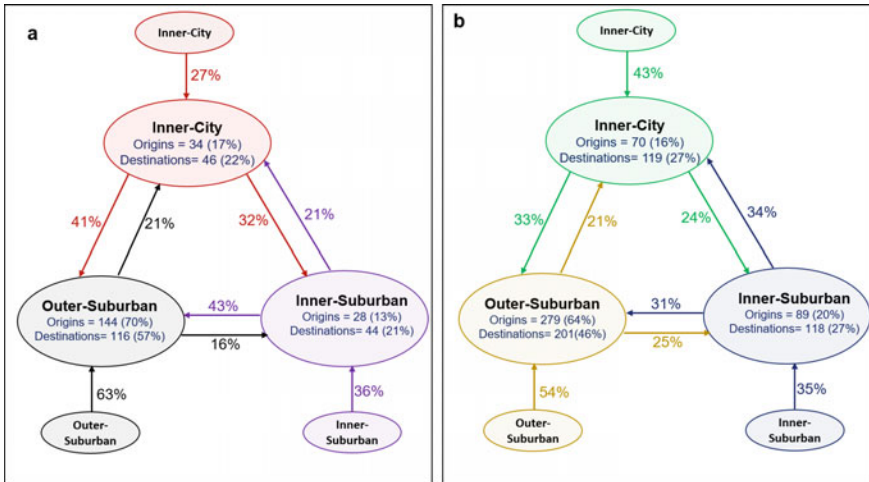 a
Inner-City
27%
Inner-City
Origins = 34 (17%)
Destinations= 46 (22%)
41%
21%
32%
21%
Outer-Suburban
Origins = 144 (70%)
Destinations= 116 (57%)
43%
16%
Inner-Suburban
Origins = 28 (13%)
Destinations= 44 (21%)
63%
36%
Outer-
Suburban
Inner-
Suburban
b
Inner-City
43%
Inner-City
Origins = 70 (16%)
Destinations= 119 (27%)
33%
21%
24%
34%
Outer-Suburban
Origins = 279 (64%)
Destinations= 201(46%)
31%
25%
Inner-Suburban
Origins = 89 (20%)
Destinations= 118 (27%)
54%
35%
Outer-
Suburban
Inner-
Suburban